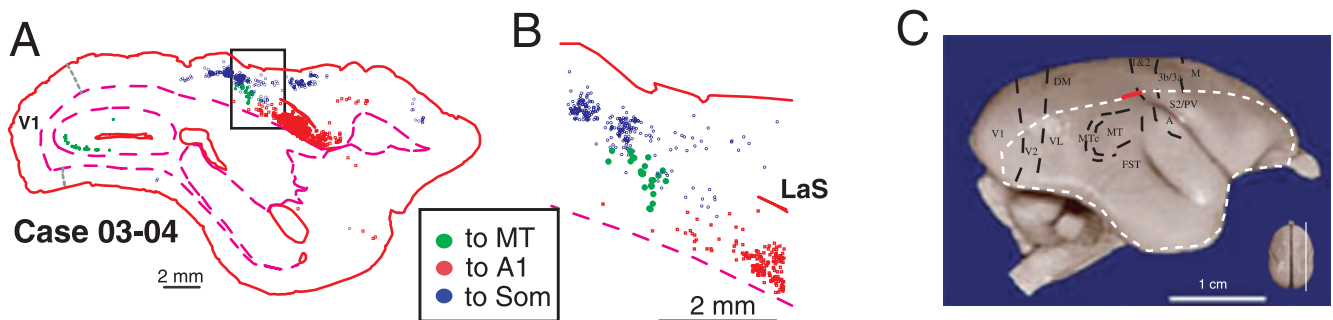 A
V1
Case 03-04
2 mm
to MT
to A1
to Som
B
LaS
2 mm
C
DM
1&2
3b/3a
M
S2/PV
A
V1
V2
VL
MTc
MT
FST
1 cm